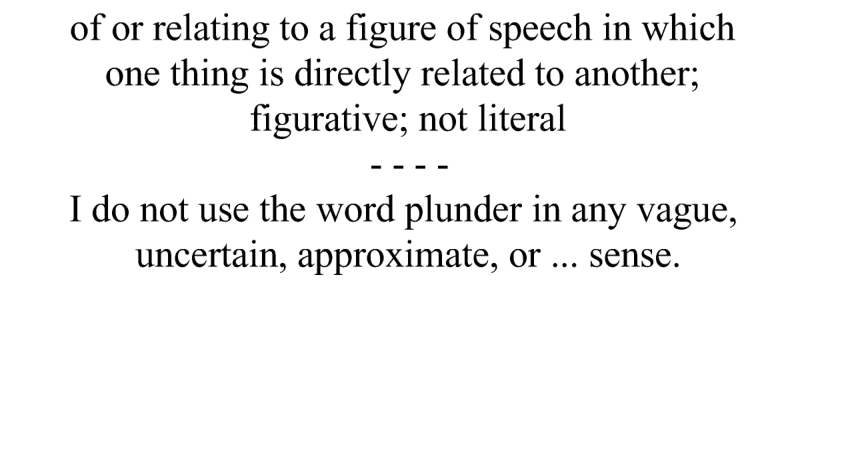 of or relating to a figure of speech in which
one thing is directly related to another;
figurative; not literal
- - - -
I do not use the word plunder in any vague,
uncertain, approximate, or ... sense.